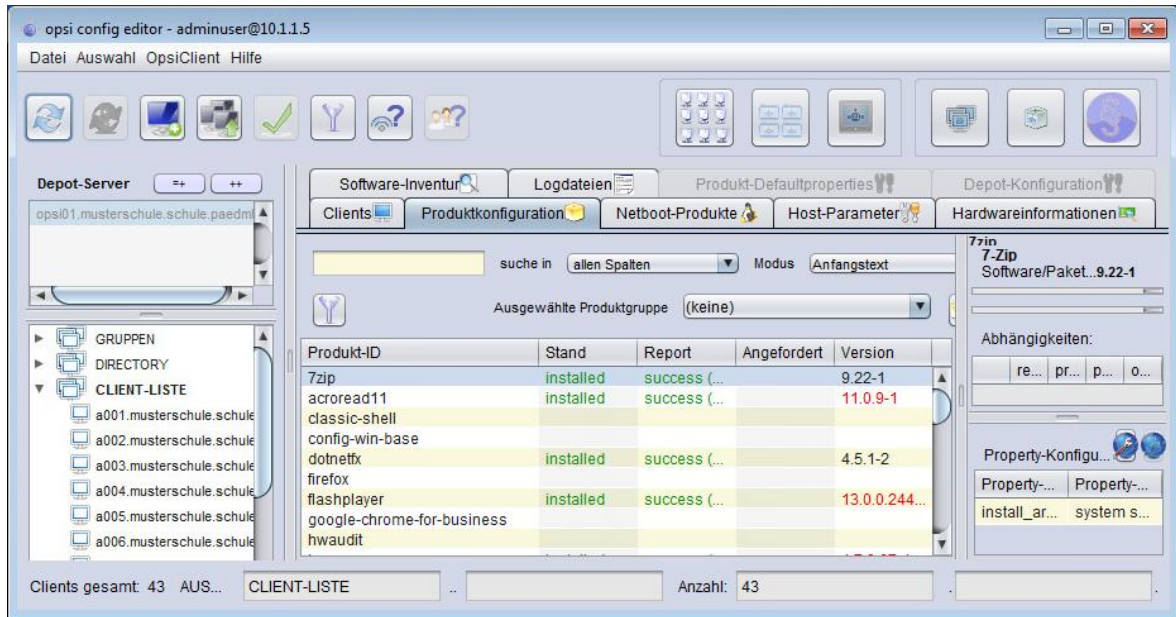 opsi config editor - adminuser@10.1.1.5
Datei Auswahl OpsiClient Hilfe
Depot-Server =+ ++
opsi01.musterschule.schule.paedml
GRUPPEN
DIRECTORY
CLIENT-LISTE
a001.musterschule.schule
a002.musterschule.schule
a003.musterschule.schule
a004.musterschule.schule
a005.musterschule.schule
a006.musterschule.schule
Software-Inventur Logdateien Produkt-Defaultproperties Depot-Konfiguration
Clients Produktkonfiguration Netboot-Produkte Host-Parameter Hardwareinformationen
suche in allen Spalten Modus Anfangstext
Ausgewählte Produktgruppe (keine)
Produkt-ID Stand Report Angefordert Version
7zip installed success (... 9.22-1
acroread11 installed success (... 11.0.9-1
classic-shell
config-win-base
dotnetfx installed success (... 4.5.1-2
firefox
flashplayer installed success (... 13.0.0.244...
google-chrome-for-business
hwaudit
7zip
7-Zip
Software/Paket...9.22-1
Abhängigkeiten:
re... pr... p... o...
Property-Konfigu...
Property-... Property-...
install_ar... system s...
Clients gesamt: 43 AUS... CLIENT-LISTE .. Anzahl: 43 . .